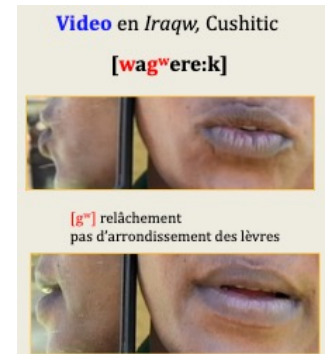 Video en Iraqw, Cushitic
[wagʷere:k]
[gʷ] relâchement
pas d'arrondissement des lèvres